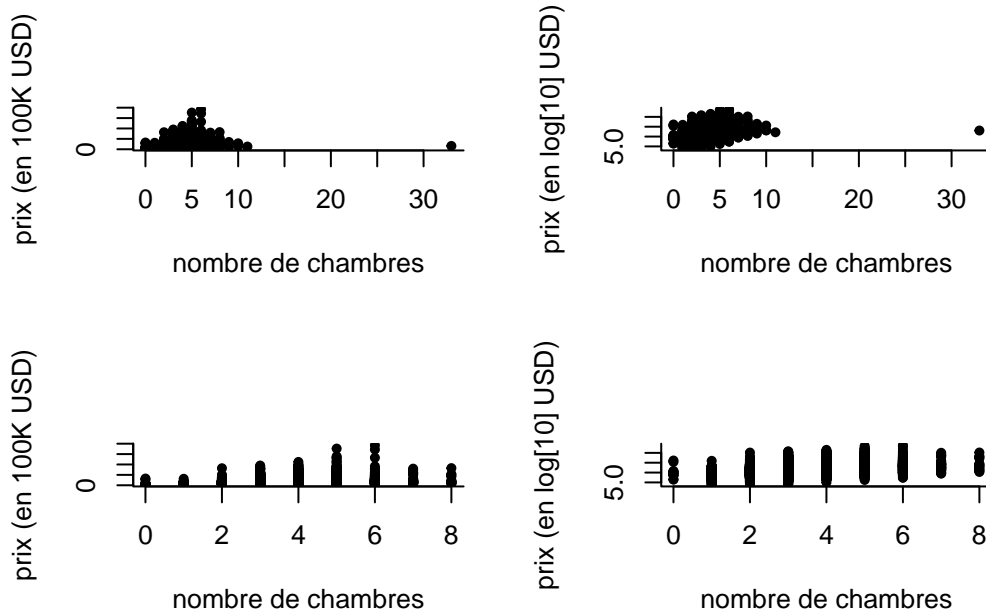 prix (en 100K USD)
0
0 5 10 20 30
nombre de chambres
prix (en log[10] USD)
5.0
0 5 10 20 30
nombre de chambres
prix (en 100K USD)
0
0 2 4 6 8
nombre de chambres
prix (en log[10] USD)
5.0
0 2 4 6 8
nombre de chambres